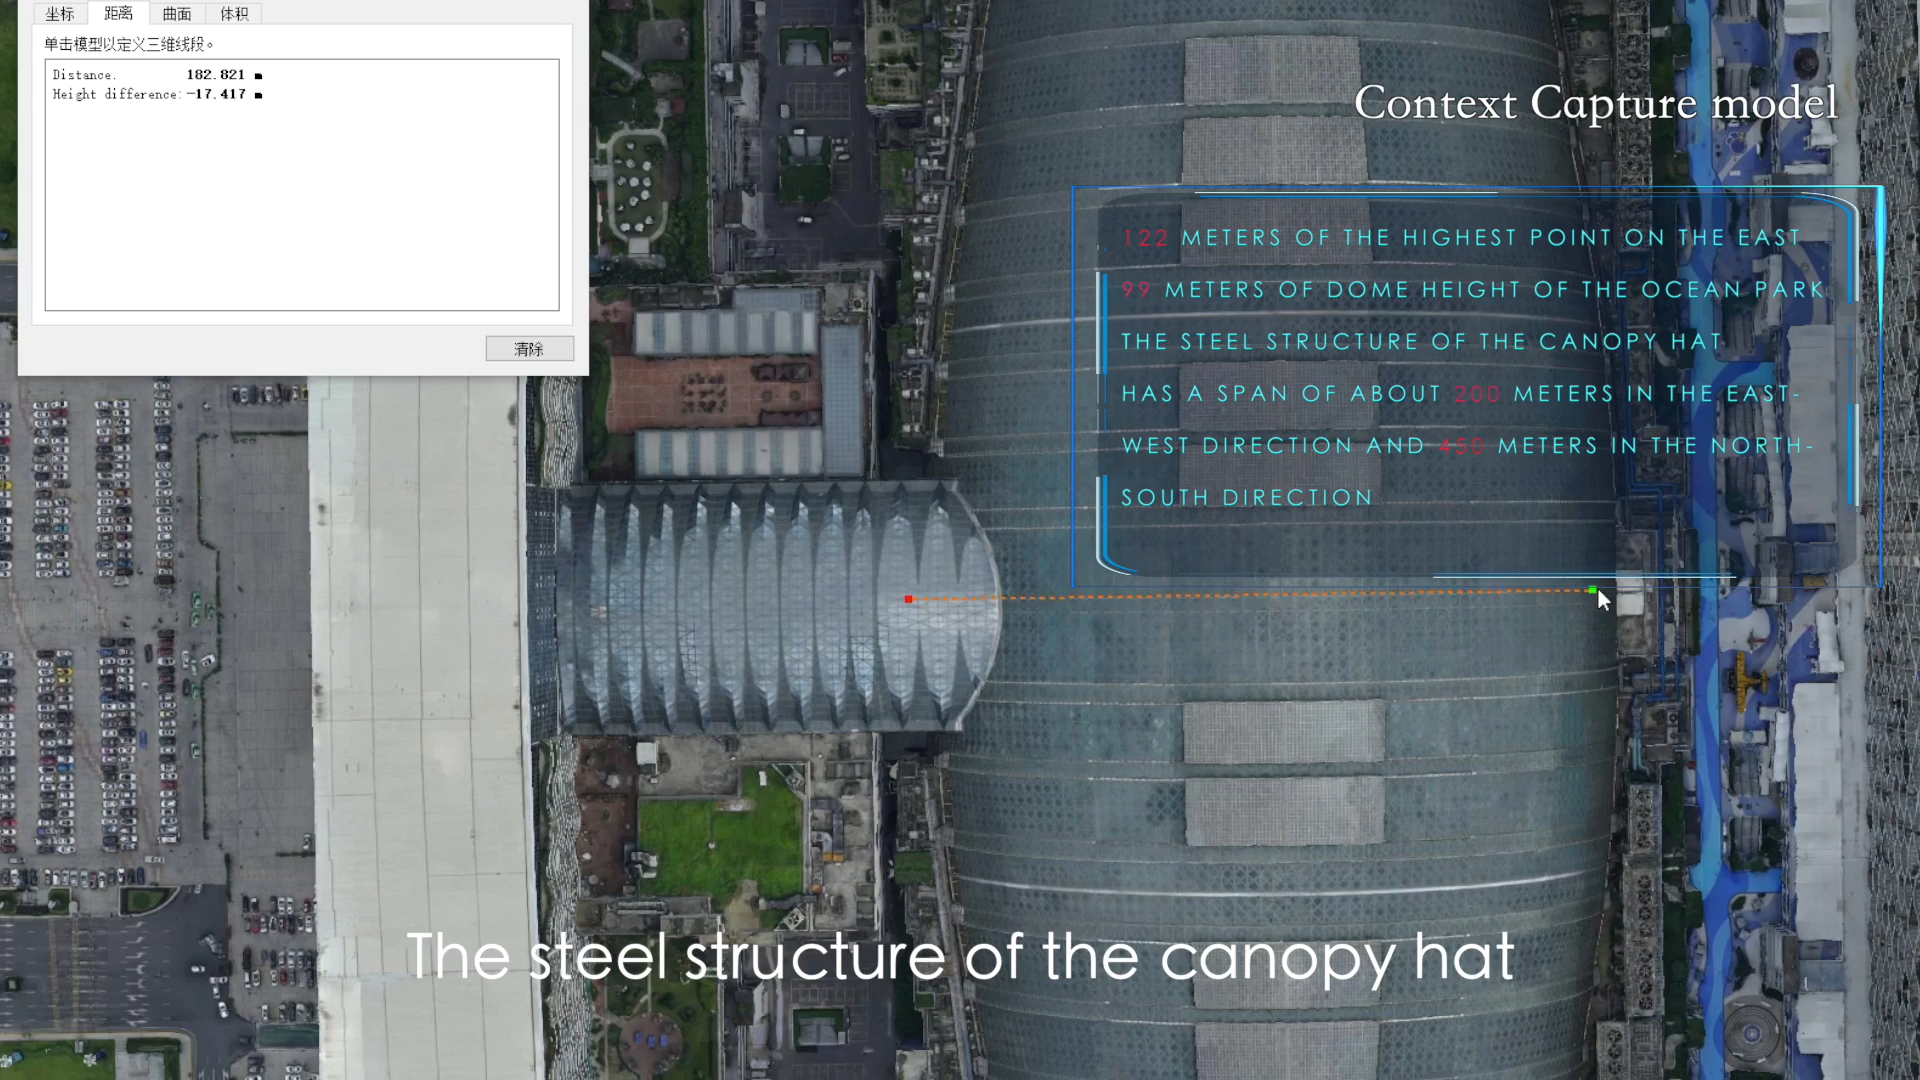 坐标 距离 曲面 体积
单击模型以定义三维线段。
Distance. 182.821 m
Height difference:-17.417 m
清除
Context Capture model
122 METERS OF THE HIGHEST POINT ON THE EAST
99 METERS OF DOME HEIGHT OF THE OCEAN PARK
THE STEEL STRUCTURE OF THE CANOPY HAT
HAS A SPAN OF ABOUT 200 METERS IN THE EAST-
WEST DIRECTION AND 450 METERS IN THE NORTH-
SOUTH DIRECTION
The steel structure of the canopy hat